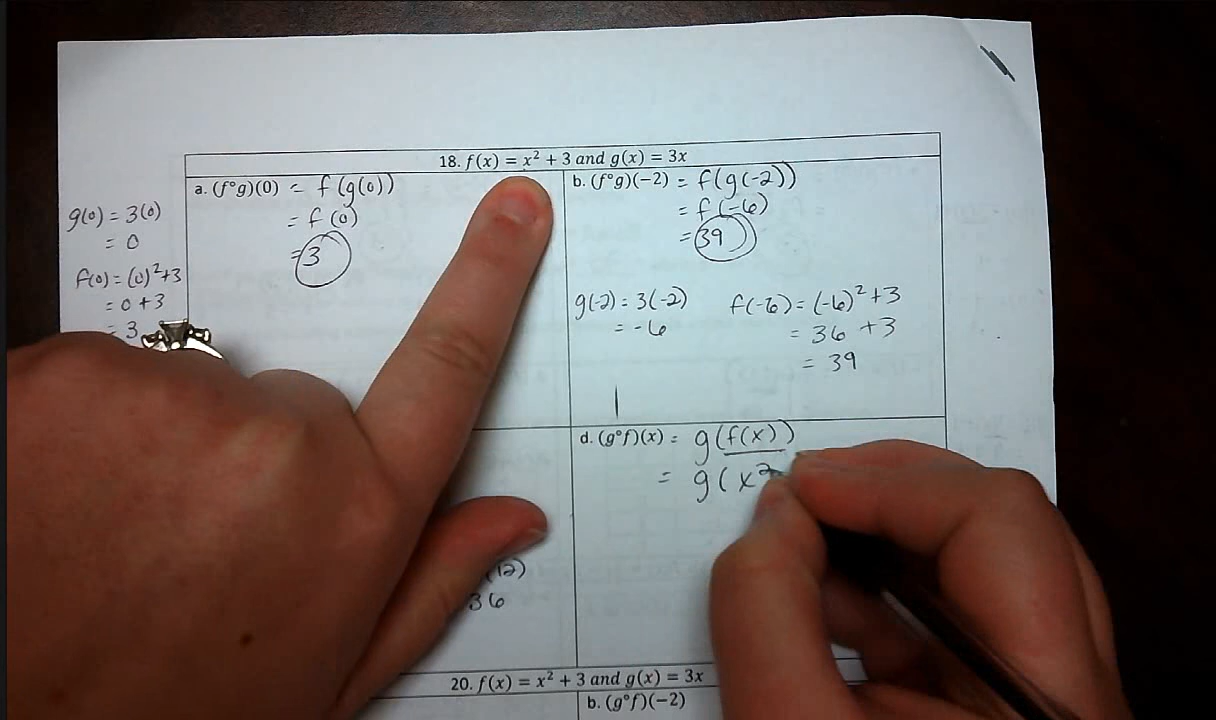 18. f(x) = x² + 3 and g(x) = 3x
a. (f°g)(0) = f(g(0))
= f(0)
= 3
g(0) = 3(0)
= 0
f(0) = (0)²+3
= 0+3
= 3
b. (f°g)(-2) = f(g(-2))
= f(-6)
= 39
g(-2) = 3(-2)
= -6
f(-6) = (-6)²+3
= 36 +3
= 39
(12)
36
d. (g°f)(x) = g(f(x))
= g(x²
20. f(x) = x² + 3 and g(x) = 3x
b. (g°f)(-2)